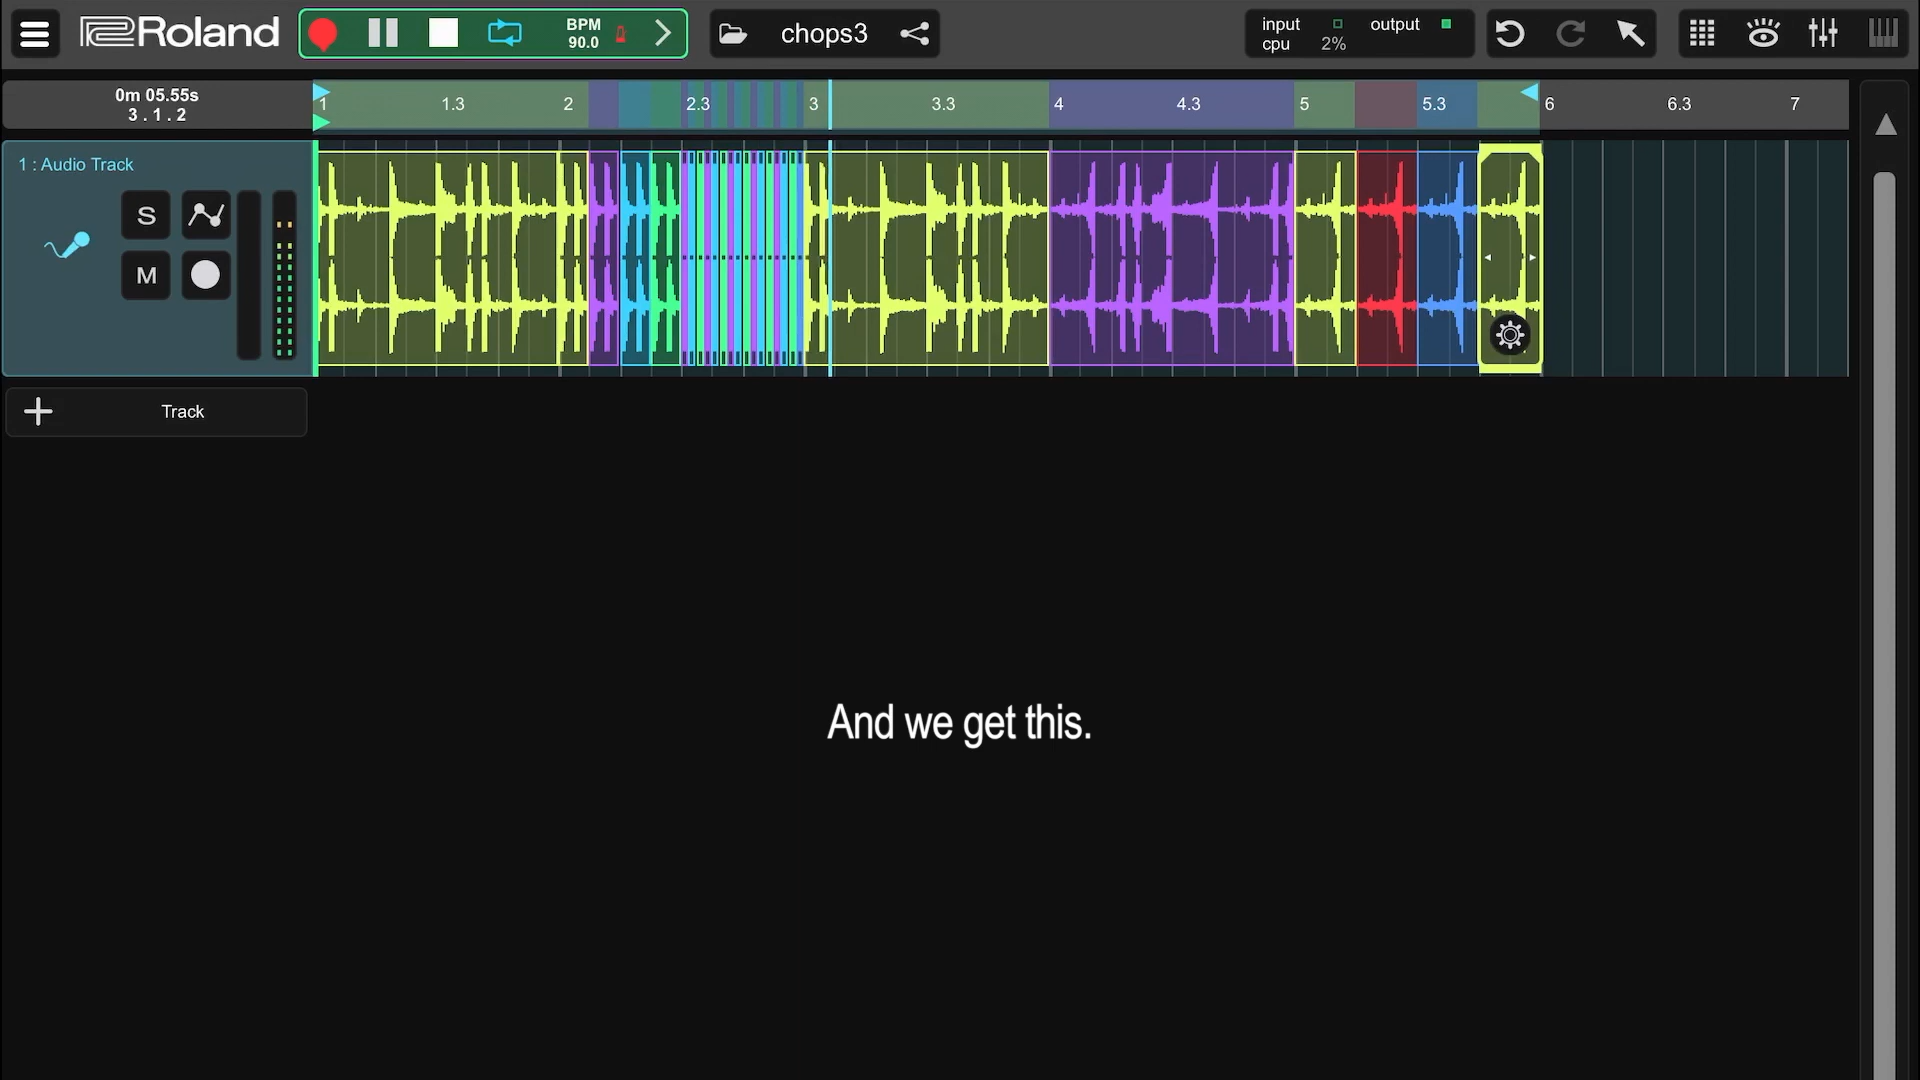 Roland
BPM
90.0
chops3
input
output
cpu
2%
0m 05.55s
3 . 1 . 2
1
1.3
2
2.3
3
3.3
4
4.3
5
5.3
6
6.3
7
1 : Audio Track
S
M
Track
And we get this.